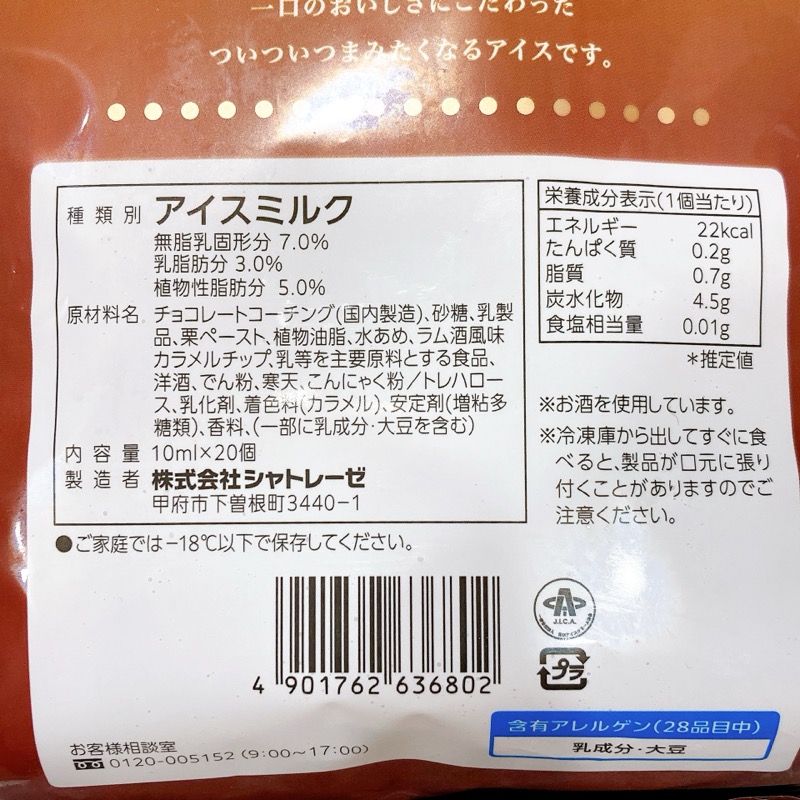 一口のおいしさにこだわった
ついついつまみたくなるアイスです。
種類別 アイスミルク
無脂乳固形分 7.0%
乳脂肪分 3.0%
植物性脂肪分 5.0%
原材料名 チョコレートコーチング(国内製造)、砂糖、乳製
品、栗ペースト、植物油脂、水あめ、ラム酒風味
カラメルチップ、乳等を主要原料とする食品、
洋酒、でん粉、寒天、こんにゃく粉／トレハロー
ス、乳化剤、着色料(カラメル)、安定剤(増粘多
糖類)、香料、(一部に乳成分・大豆を含む)
内容量 10ml×20個
製造者 株式会社シャトレーゼ
甲府市下曽根町3440-1
●ご家庭では-18℃以下で保存してください。
栄養成分表示(1個当たり)
エネルギー 22kcal
たんぱく質 0.2g
脂質 0.7g
炭水化物 4.5g
食塩相当量 0.01g
*推定値
※お酒を使用しています。
※冷凍庫から出してすぐに食
べると、製品が口元に張り
付くことがありますのでご
注意ください。
4 901762 636802
J.I.C.A.
プラ
含有アレルゲン(28品目中)
乳成分・大豆
お客様相談室
0120-005152 (9:00～17:00)